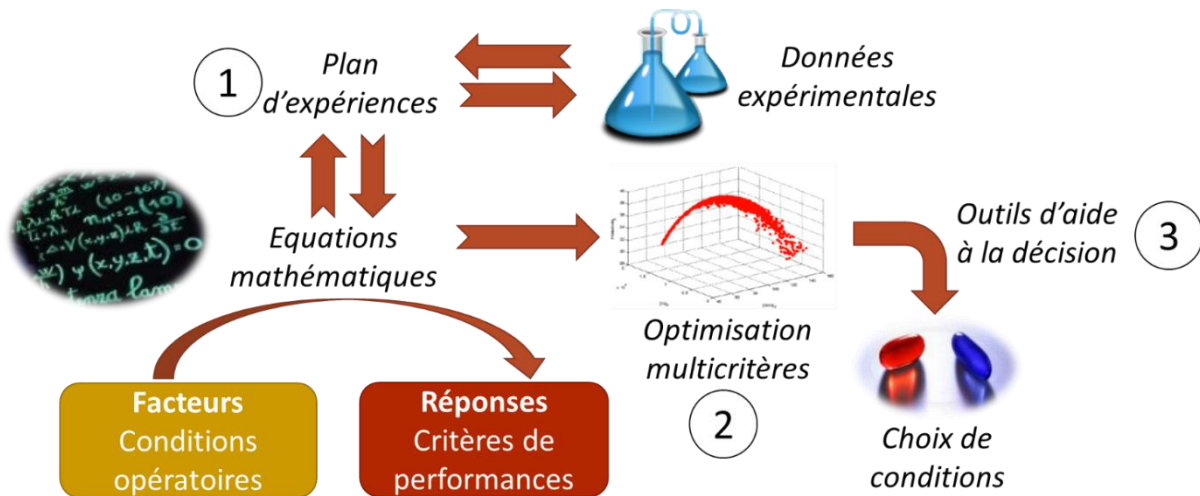 1
Plan
d'expériences
Données
expérimentales
Equations
mathématiques
Optimisation
multicritères
2
Outils d'aide
à la décision
3
Choix de
conditions
Facteurs
Conditions
opératoires
Réponses
Critères de
performances